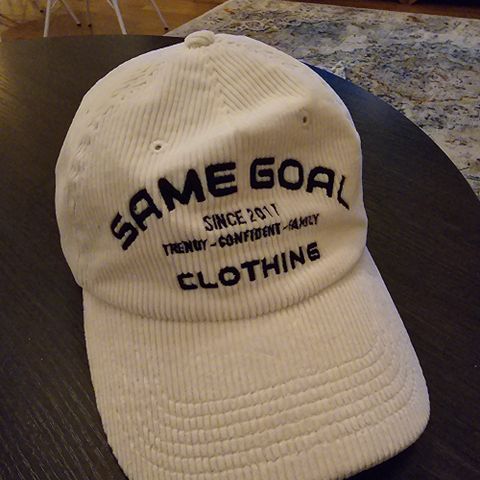 SAME GOAL
SINCE 2017
TRENDY-CONFIDENT-FAMILY
CLOTHING